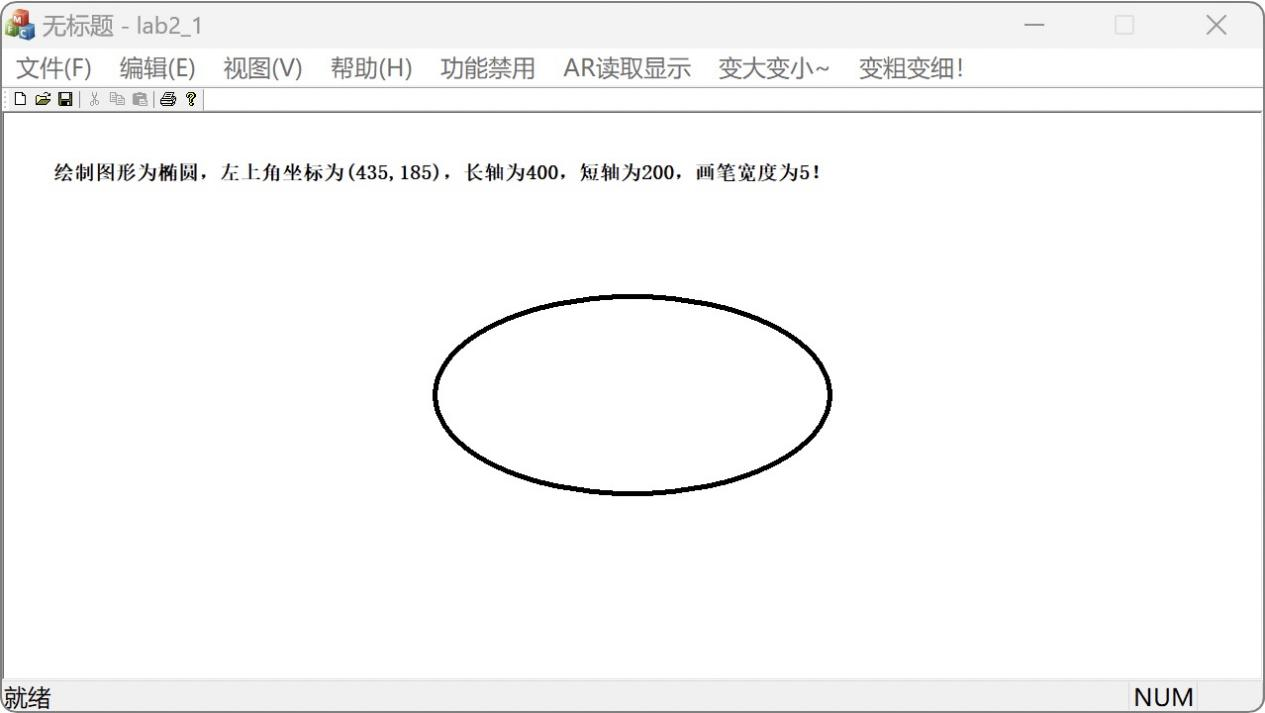 无标题 - lab2_1
文件(F) 编辑(E) 视图(V) 帮助(H) 功能禁用 AR读取显示 变大变小~ 变粗变细!
绘制图形为椭圆，左上角坐标为(435,185)，长轴为400，短轴为200，画笔宽度为5！
就绪 NUM